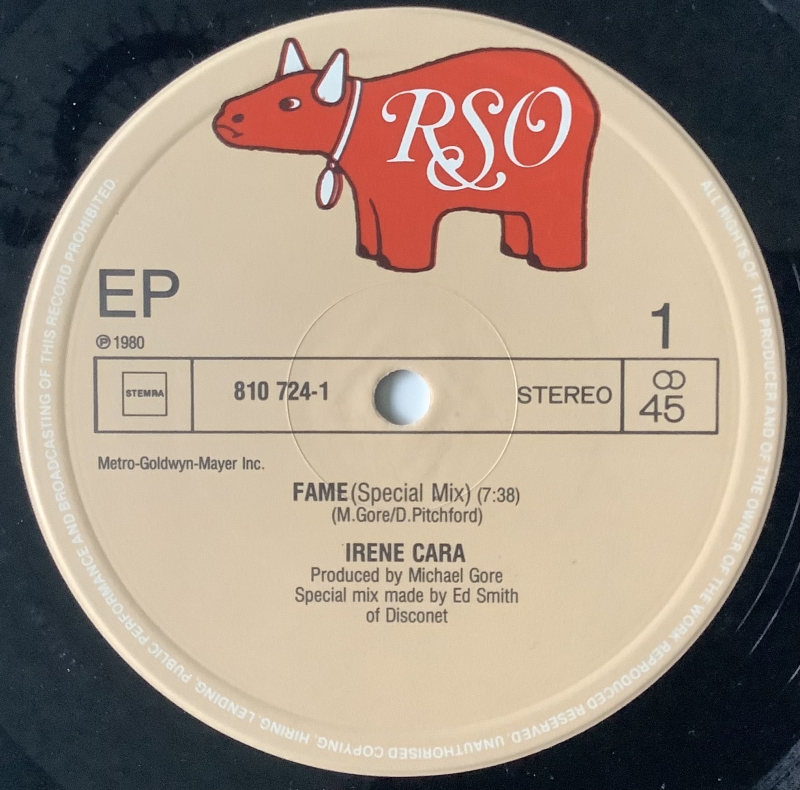 RSO
EP
1
℗ 1980
STEMRA
810 724-1
STEREO
45
Metro-Goldwyn-Mayer Inc.
FAME (Special Mix) (7:38)
(M.Gore/D.Pitchford)
IRENE CARA
Produced by Michael Gore
Special mix made by Ed Smith
of Disconet
ALL RIGHTS OF THE PRODUCER AND OF THE OWNER OF THE WORK REPRODUCED RESERVED. UNAUTHORISED COPYING, HIRING, LENDING, PUBLIC PERFORMANCE AND BROADCASTING OF THIS RECORD PROHIBITED.